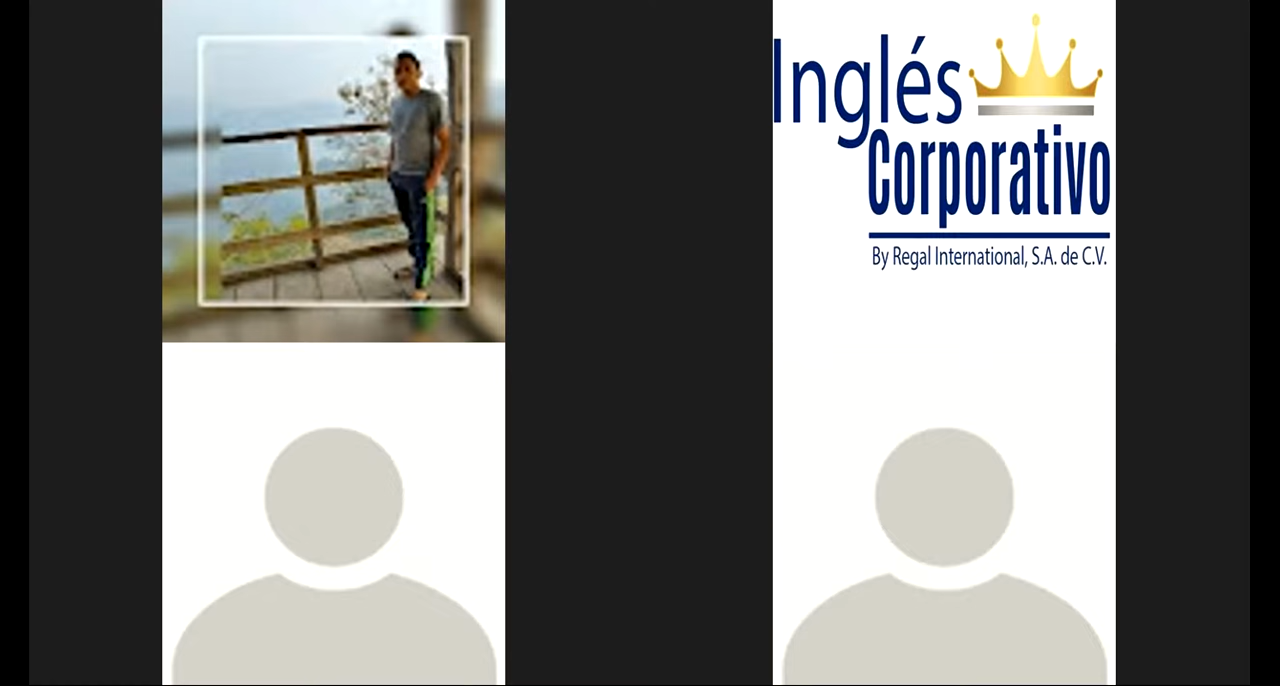 Inglés
Corporativo
By Regal International, S.A. de C.V.